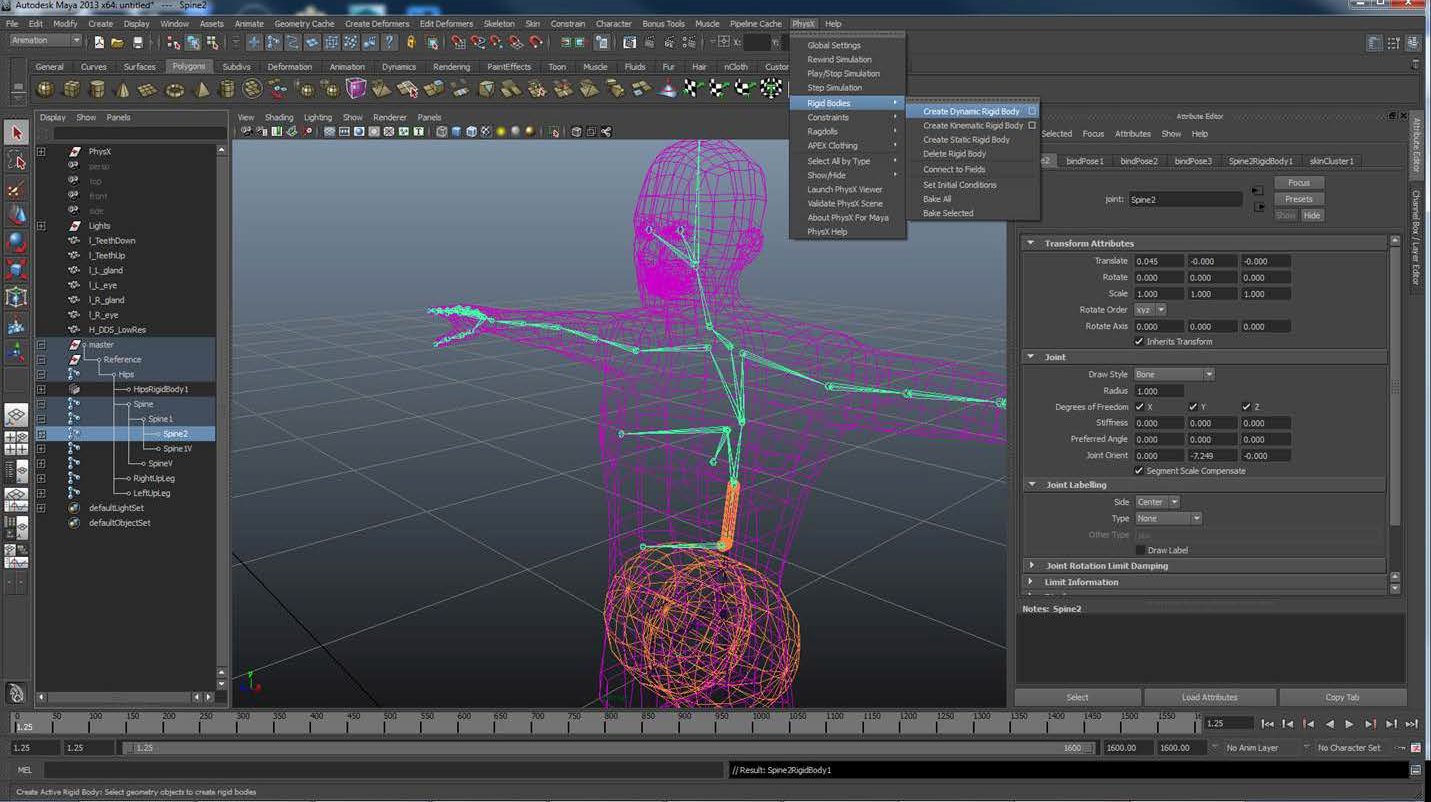 Autodesk Maya 2013 x64: untitled* --- Spine2
File Edit Modify Create Display Window Assets Animate Geometry Cache Create Deformers Edit Deformers Skeleton Skin Constrain Character Bonus Tools Muscle Pipeline Cache PhysX Help
Animation X: Y:
General Curves Surfaces Polygons Subdivs Deformation Animation Dynamics Rendering PaintEffects Toon Muscle Fluids Fur Hair nCloth Custor
Global Settings
Rewind Simulation
Play/Stop Simulation
Step Simulation
Rigid Bodies
Constraints
Ragdolls
APEX Clothing
Select All by Type
Show/Hide
Launch PhysX Viewer
Validate PhysX Scene
About PhysX For Maya
PhysX Help
Create Dynamic Rigid Body
Create Kinematic Rigid Body
Create Static Rigid Body
Delete Rigid Body
Connect to Fields
Set Initial Conditions
Bake All
Bake Selected
Display Show Panels
PhysX
persp
top
front
side
Lights
l_TeethDown
l_TeethUp
l_L_gland
l_L_eye
l_R_gland
l_R_eye
H_DDS_LowRes
master
Reference
Hips
HipsRigidBody1
Spine
Spine1
Spine2
Spine1V
SpineV
RightUpLeg
LeftUpLeg
defaultLightSet
defaultObjectSet
View Shading Lighting Show Renderer Panels
Attribute Editor
Selected Focus Attributes Show Help
e2 bindPose1 bindPose2 bindPose3 Spine2RigidBody1 skinCluster1
joint: Spine2
Focus
Presets
Show Hide
Transform Attributes
Translate 0.045 -0.000 -0.000
Rotate 0.000 0.000 0.000
Scale 1.000 1.000 1.000
Rotate Order xyz
Rotate Axis 0.000 0.000 0.000
Inherits Transform
Joint
Draw Style Bone
Radius 1.000
Degrees of Freedom X Y Z
Stiffness 0.000 0.000 0.000
Preferred Angle 0.000 0.000 0.000
Joint Orient 0.000 -7.249 -0.000
Segment Scale Compensate
Joint Labelling
Side Center
Type None
Other Type
Draw Label
Joint Rotation Limit Damping
Limit Information
Notes: Spine2
Select Load Attributes Copy Tab
Attribute Editor
Channel Box / Layer Editor
0 50 100 150 200 250 300 350 400 450 500 550 600 650 700 750 800 850 900 950 1000 1050 1100 1150 1200 1250 1300 1350 1400 1450 1500 1550 16
1.25 1.25
1.25 1.25 1.25 1600 1600.00 1600.00 No Anim Layer No Character Set
MEL // Result: Spine2RigidBody1
Create Active Rigid Body: Select geometry objects to create rigid bodies